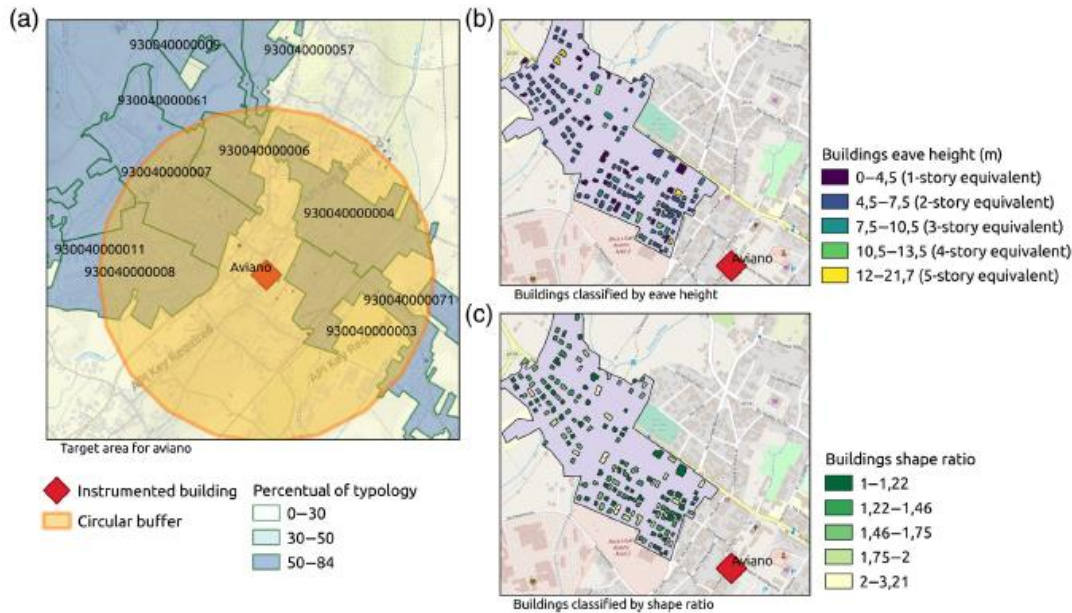 (a)
930040000009
930040000057
930040000061
930040000006
930040000007
930040000004
930040000011
930040000008
Aviano
930040000071
930040000003
Target area for aviano
Instrumented building
Circular buffer
Percentual of typology
0–30
30–50
50–84
(b)
Aviano
Buildings classified by eave height
Buildings eave height (m)
0–4,5 (1-story equivalent)
4,5–7,5 (2-story equivalent)
7,5–10,5 (3-story equivalent)
10,5–13,5 (4-story equivalent)
12–21,7 (5-story equivalent)
(c)
Aviano
Buildings classified by shape ratio
Buildings shape ratio
1–1,22
1,22–1,46
1,46–1,75
1,75–2
2–3,21